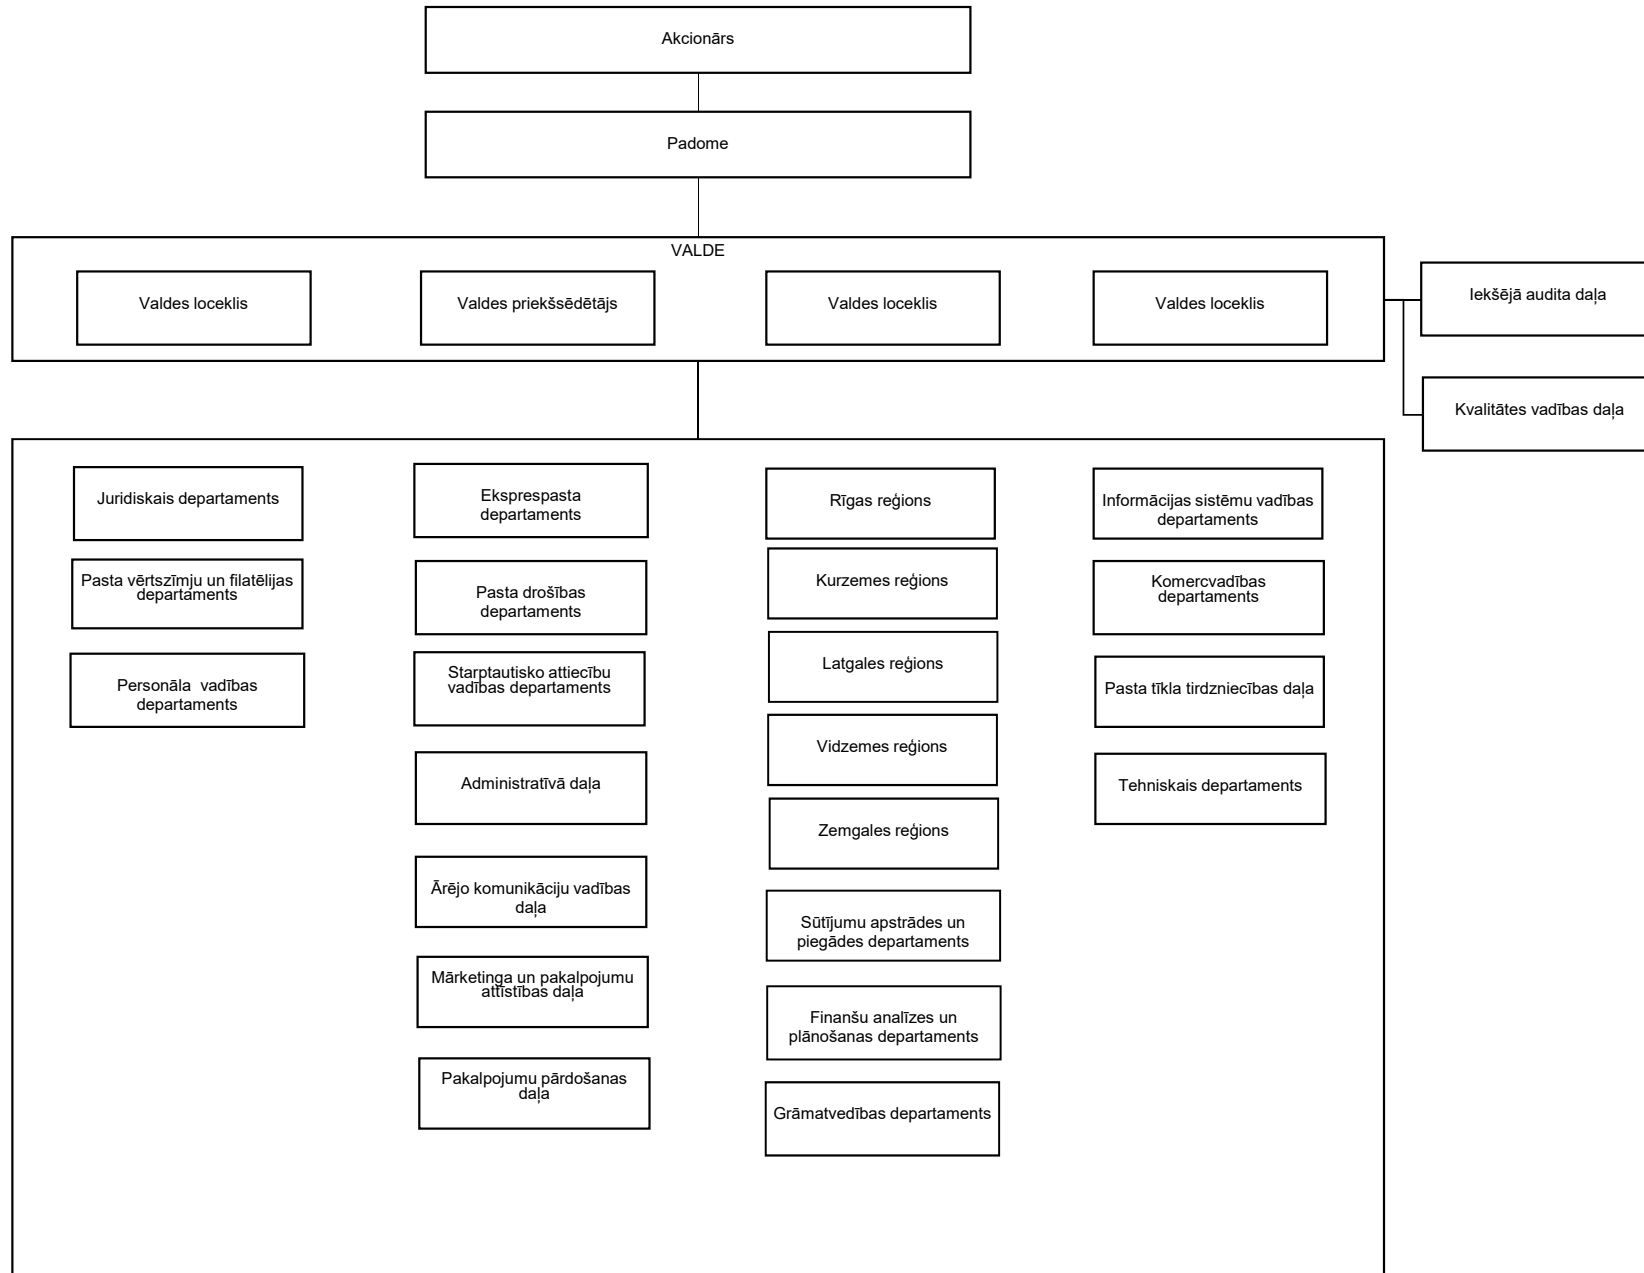 Akcionārs
Padome
VALDE
Valdes loceklis
Valdes priekšsēdētājs
Valdes loceklis
Valdes loceklis
Iekšējā audita daļa
Kvalitātes vadības daļa
Juridiskais departaments
Pasta vērtszīmju un filatēlijas
departaments
Personāla  vadības
departaments
Eksprespasta
departaments
Pasta drošības
departaments
Starptautisko attiecību
vadības departaments
Administratīvā daļa
Ārējo komunikāciju vadības
daļa
Mārketinga un pakalpojumu
attīstības daļa
Pakalpojumu pārdošanas
daļa
Rīgas reģions
Kurzemes reģions
Latgales reģions
Vidzemes reģions
Zemgales reģions
Sūtījumu apstrādes un
piegādes departaments
Finanšu analīzes un
plānošanas departaments
Grāmatvedības departaments
Informācijas sistēmu vadības
departaments
Komercvadības
departaments
Pasta tīkla tirdzniecības daļa
Tehniskais departaments